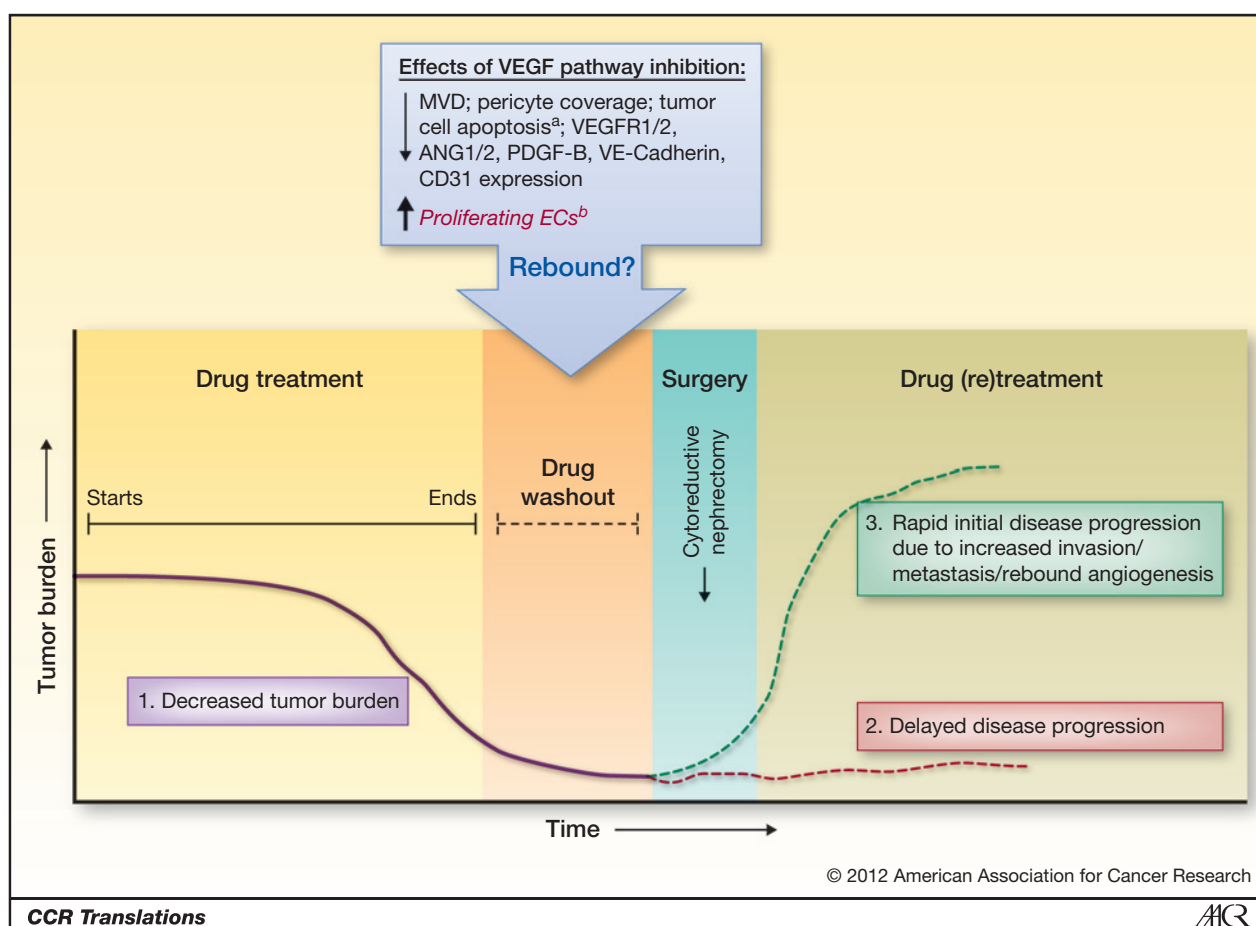 Effects of VEGF pathway inhibition:
MVD; pericyte coverage; tumor
cell apoptosisᵃ; VEGFR1/2,
ANG1/2, PDGF-B, VE-Cadherin,
CD31 expression
Proliferating ECsᵇ
Rebound?
Drug treatment
Surgery
Drug (re)treatment
Starts
Ends
Drug
washout
Cytoreductive
nephrectomy
Tumor burden
1. Decreased tumor burden
3. Rapid initial disease progression
due to increased invasion/
metastasis/rebound angiogenesis
2. Delayed disease progression
Time
© 2012 American Association for Cancer Research
CCR Translations
AACR